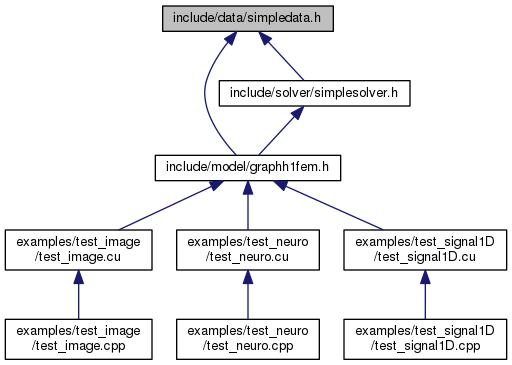 include/data/simpledata.h
include/solver/simplesolver.h
include/model/graphh1fem.h
examples/test_image
/test_image.cu
examples/test_neuro
/test_neuro.cu
examples/test_signal1D
/test_signal1D.cu
examples/test_image
/test_image.cpp
examples/test_neuro
/test_neuro.cpp
examples/test_signal1D
/test_signal1D.cpp